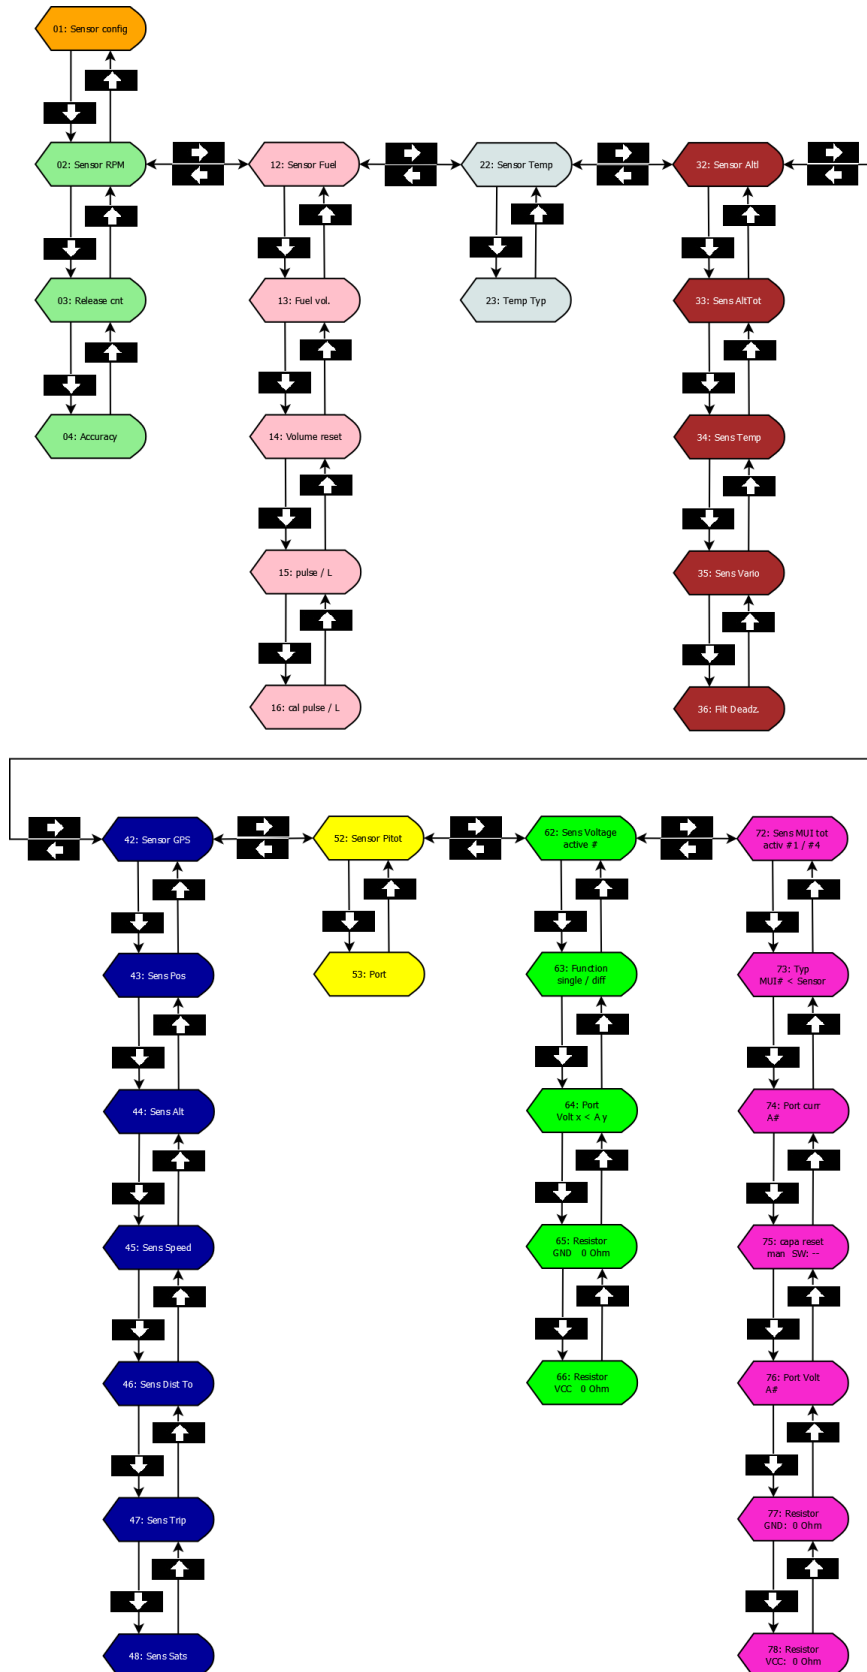 01: Sensor config
02: Sensor RPM
12: Sensor Fuel
22: Sensor Temp
32: Sensor Altl
03: Release cnt
13: Fuel vol.
23: Temp Typ
33: Sens AltTot
04: Accuracy
14: Volume reset
34: Sens Temp
15: pulse / L
35: Sens Vario
16: cal pulse / L
36: Filt Deadz.
42: Sensor GPS
52: Sensor Pitot
62: Sens Voltage
active #
72: Sens MUI tot
activ #1 / #4
43: Sens Pos
53: Port
63: Function
single / diff
73: Typ
MUI# < Sensor
44: Sens Alt
64: Port
Volt x < A y
74: Port curr
A#
45: Sens Speed
65: Resistor
GND 0 Ohm
75: capa reset
man SW: --
46: Sens Dist To
66: Resistor
VCC 0 Ohm
76: Port Volt
A#
47: Sens Trip
77: Resistor
GND: 0 Ohm
48: Sens Sats
78: Resistor
VCC: 0 Ohm